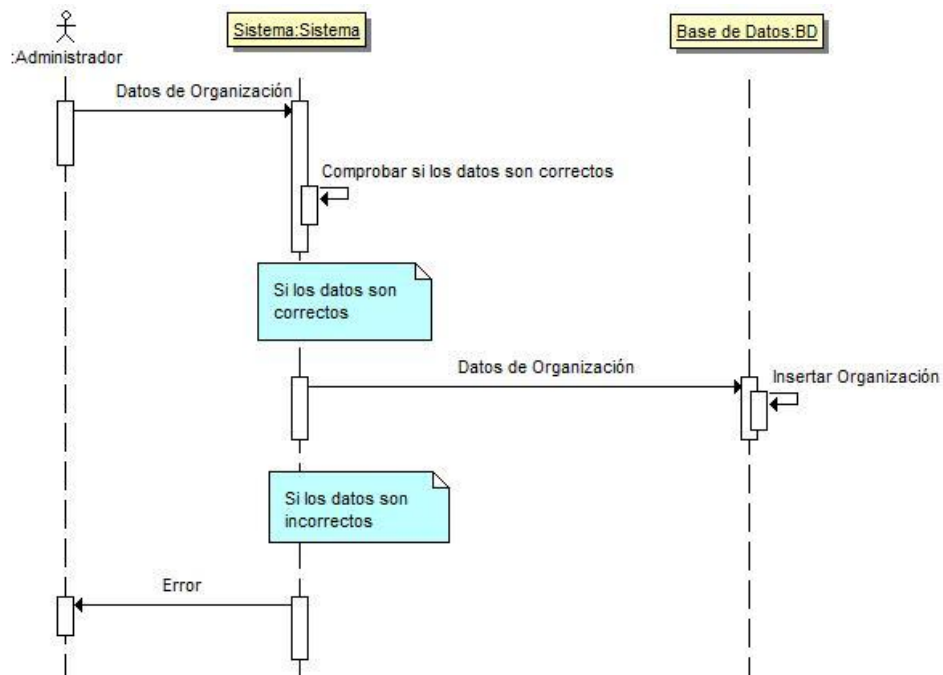 :Administrador
Sistema:Sistema
Base de Datos:BD
Datos de Organización
Comprobar si los datos son correctos
Si los datos son
correctos
Datos de Organización
Insertar Organización
Si los datos son
incorrectos
Error